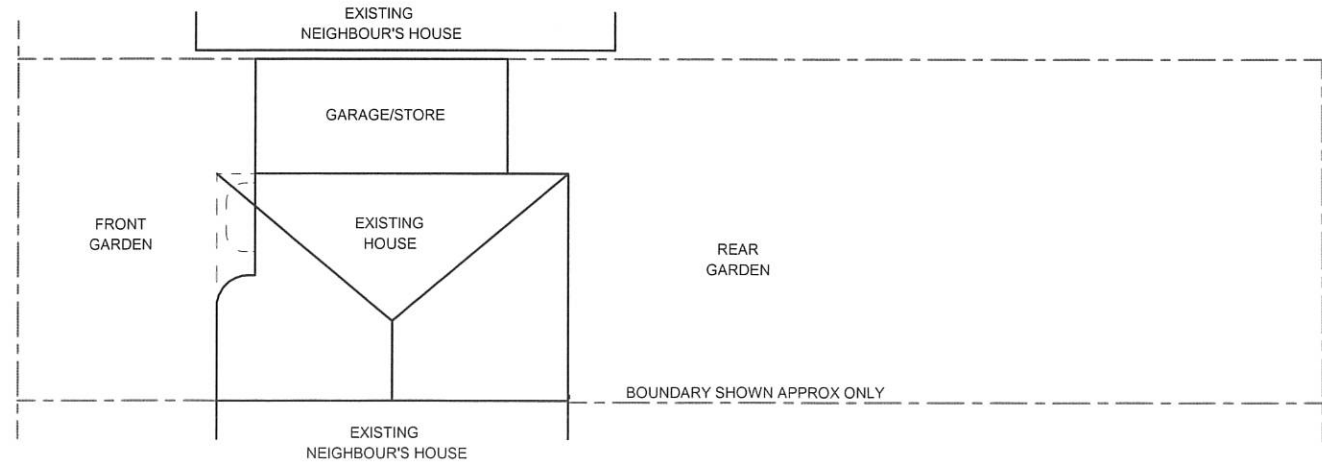 EXISTING
NEIGHBOUR'S HOUSE
GARAGE/STORE
FRONT
GARDEN
EXISTING
HOUSE
REAR
GARDEN
BOUNDARY SHOWN APPROX ONLY
EXISTING
NEIGHBOUR'S HOUSE